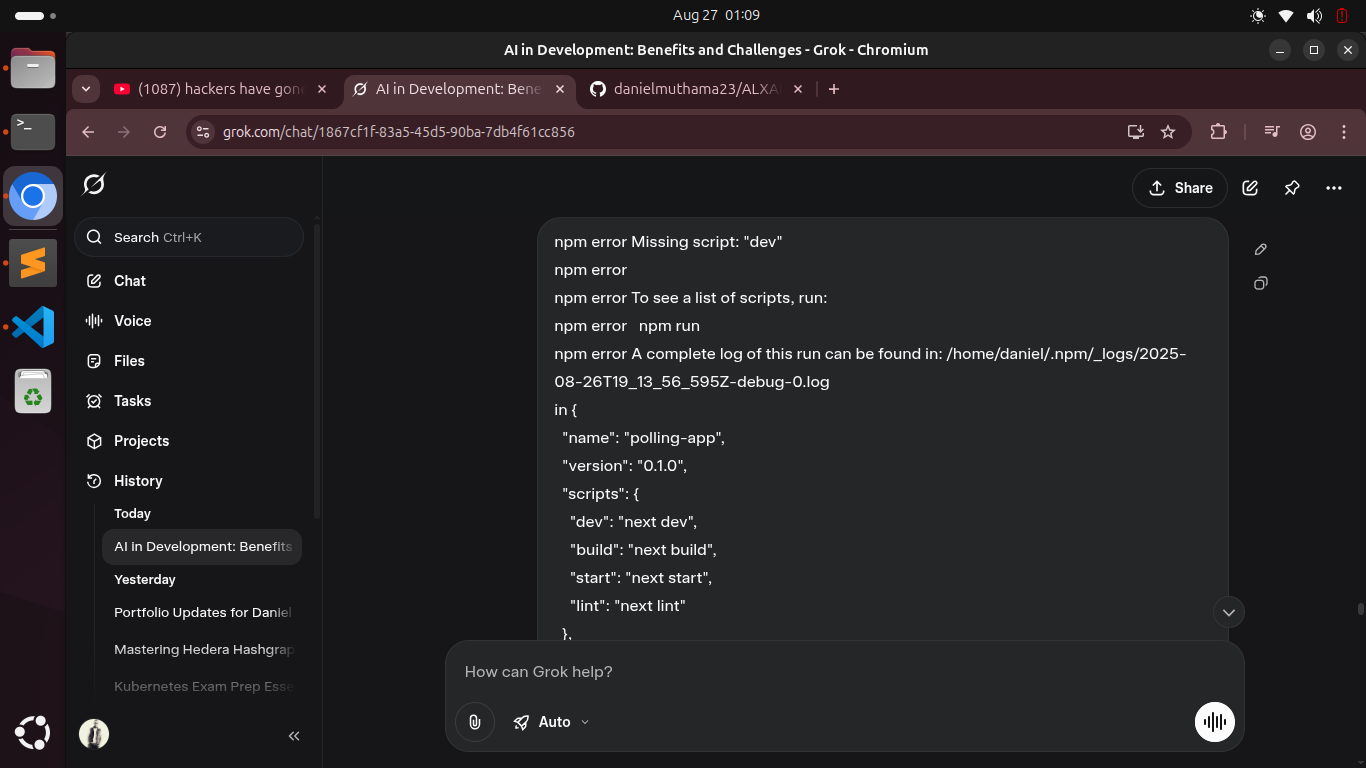 Aug 27 01:09
AI in Development: Benefits and Challenges - Grok - Chromium
(1087) hackers have gon
AI in Development: Bene
danielmuthama23/ALXA
grok.com/chat/1867cf1f-83a5-45d5-90ba-7db4f61cc856
Share
Search Ctrl+K
Chat
Voice
Files
Tasks
Projects
History
Today
AI in Development: Benefits
Yesterday
Portfolio Updates for Daniel
Mastering Hedera Hashgrap
Kubernetes Exam Prep Esse
npm error Missing script: "dev"
npm error
npm error To see a list of scripts, run:
npm error   npm run
npm error A complete log of this run can be found in: /home/daniel/.npm/_logs/2025-
08-26T19_13_56_595Z-debug-0.log
in {
"name": "polling-app",
"version": "0.1.0",
"scripts": {
"dev": "next dev",
"build": "next build",
"start": "next start",
"lint": "next lint"
},
How can Grok help?
Auto